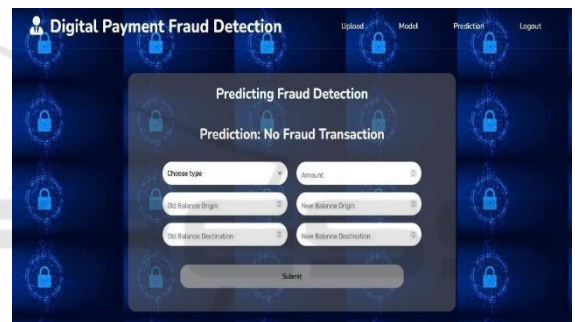 Digital Payment Fraud Detection
Upload Model Prediction Logout
Predicting Fraud Detection
Prediction: No Fraud Transaction
Choose type Amount
Old Balance Origin New Balance Origin
Old Balance Destination New Balance Destination
Submit